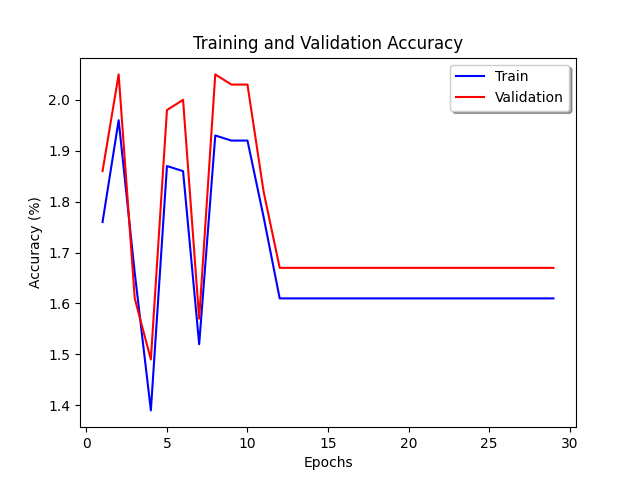 Training and Validation Accuracy
Train
Validation
Accuracy (%)
2.0
1.9
1.8
1.7
1.6
1.5
1.4
0 5 10 15 20 25 30
Epochs